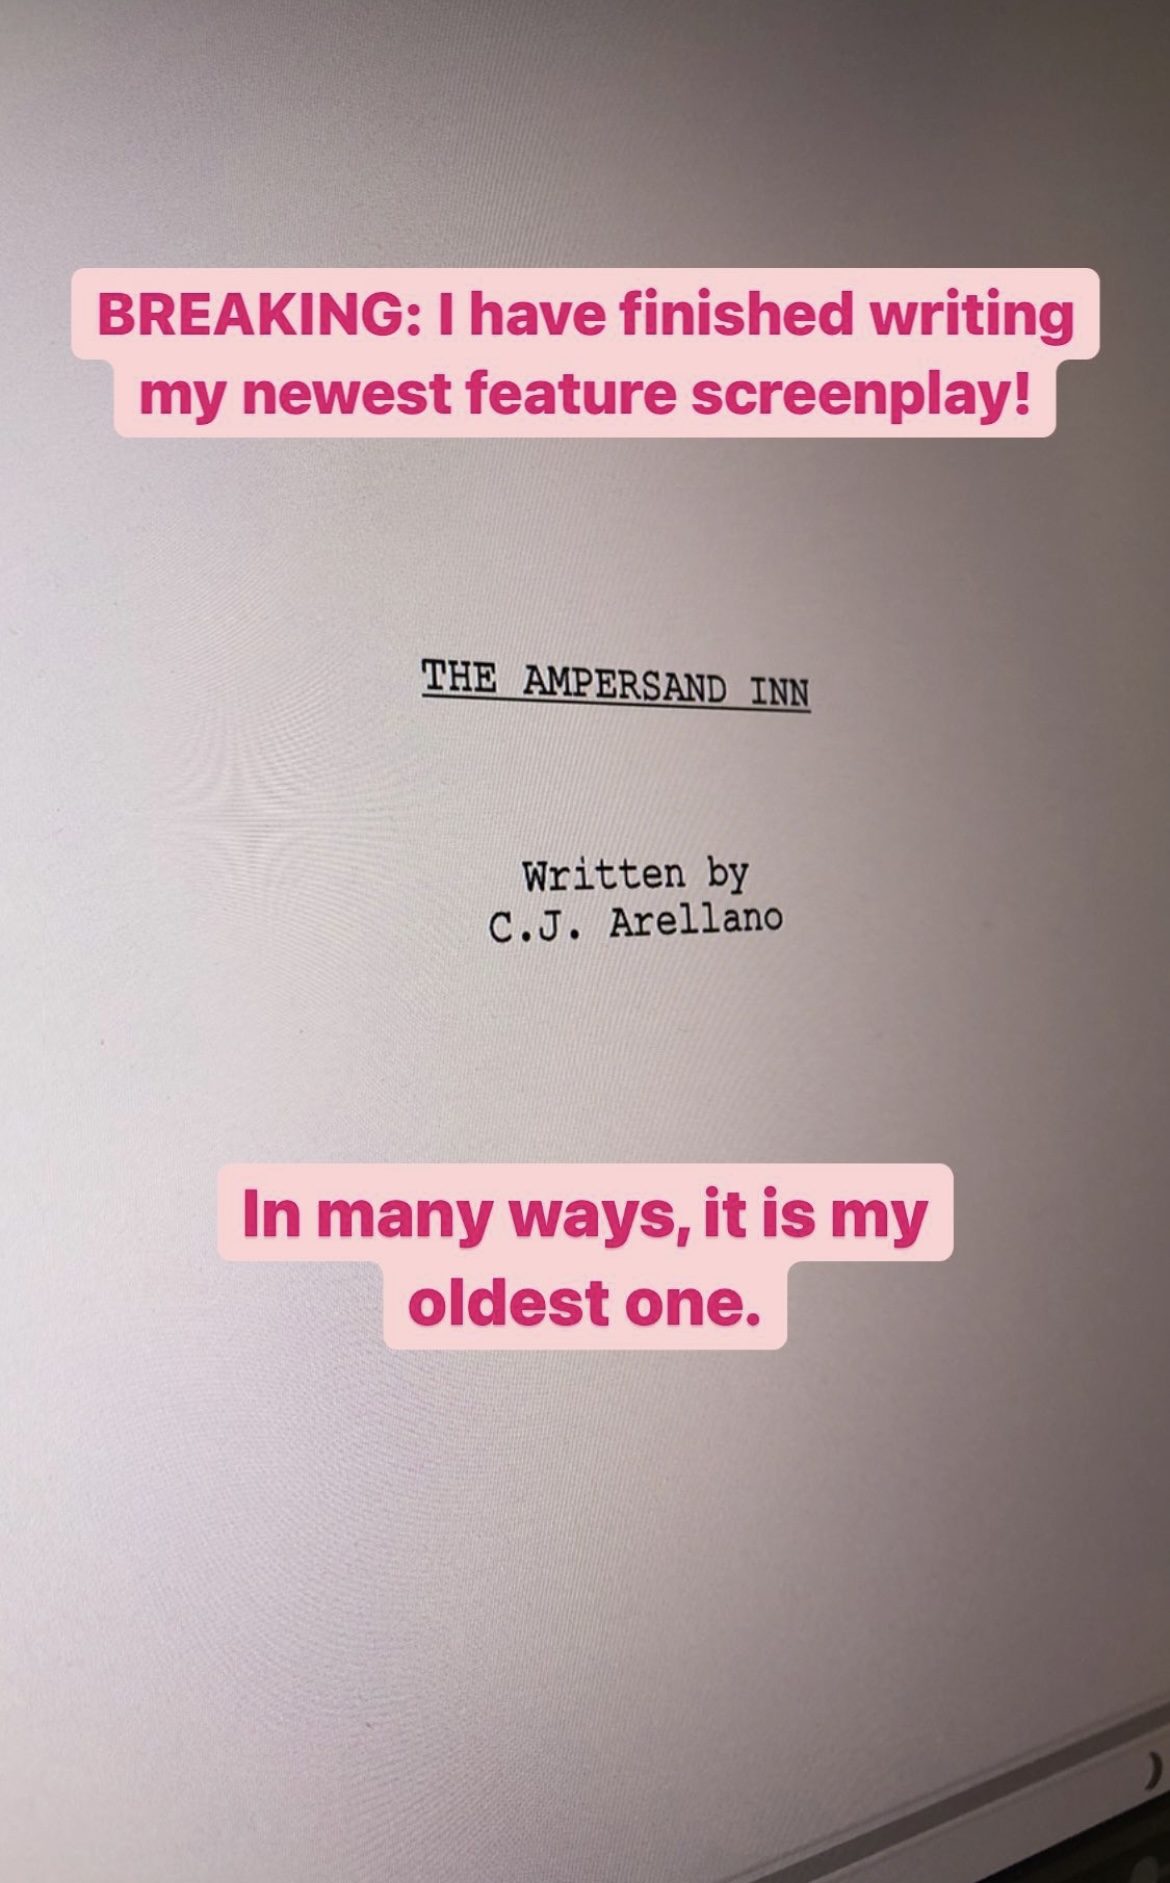 BREAKING: I have finished writing
my newest feature screenplay!
THE AMPERSAND INN
Written by
C.J. Arellano
In many ways, it is my
oldest one.